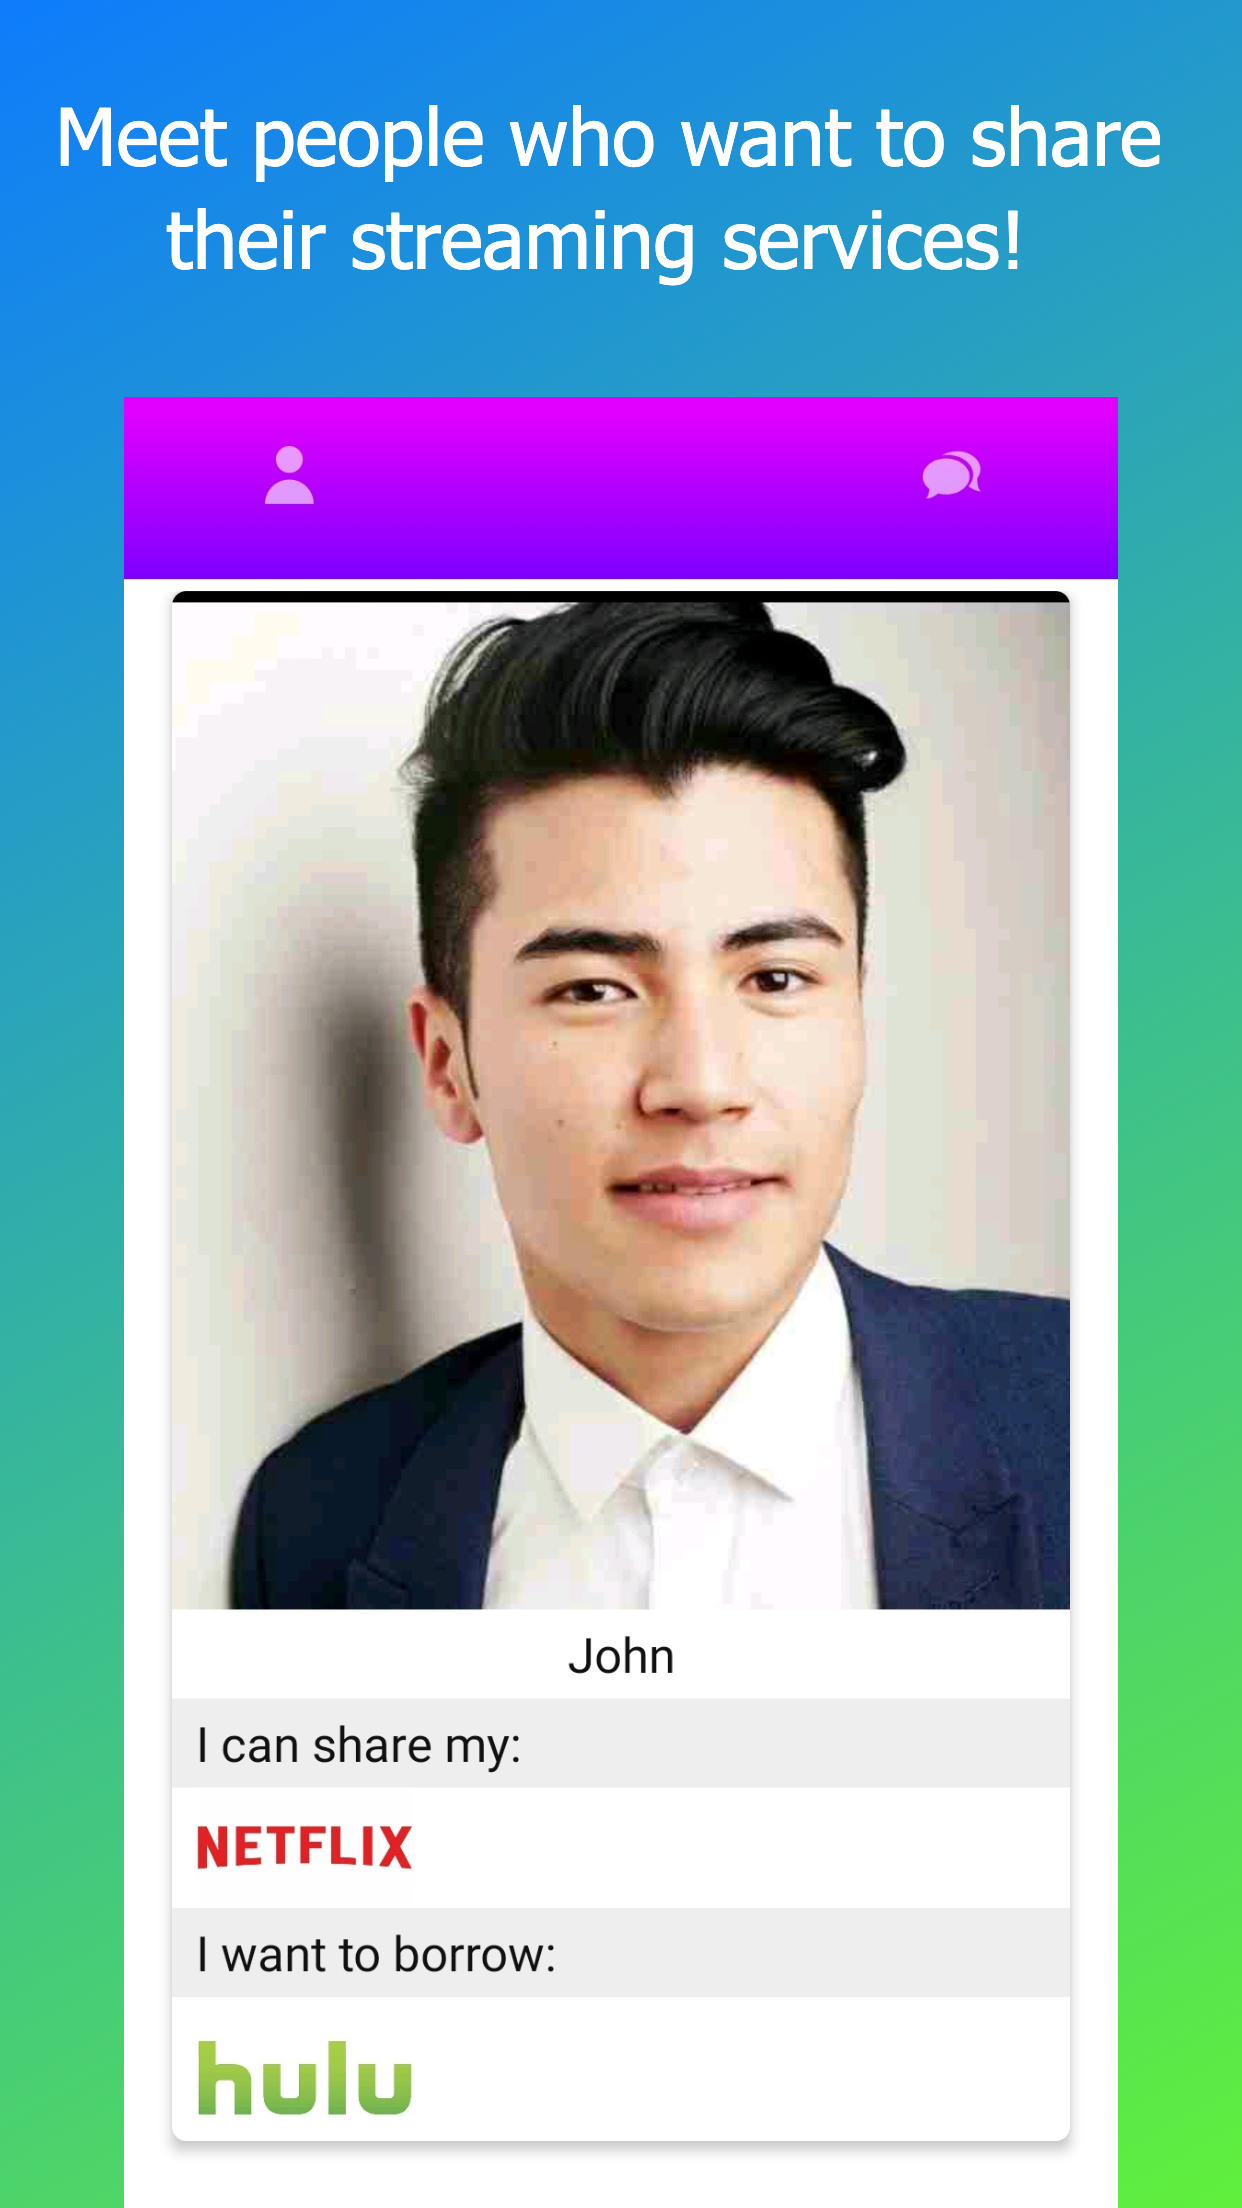 Meet people who want to share
their streaming services!
John
I can share my:
NETFLIX
I want to borrow:
hulu